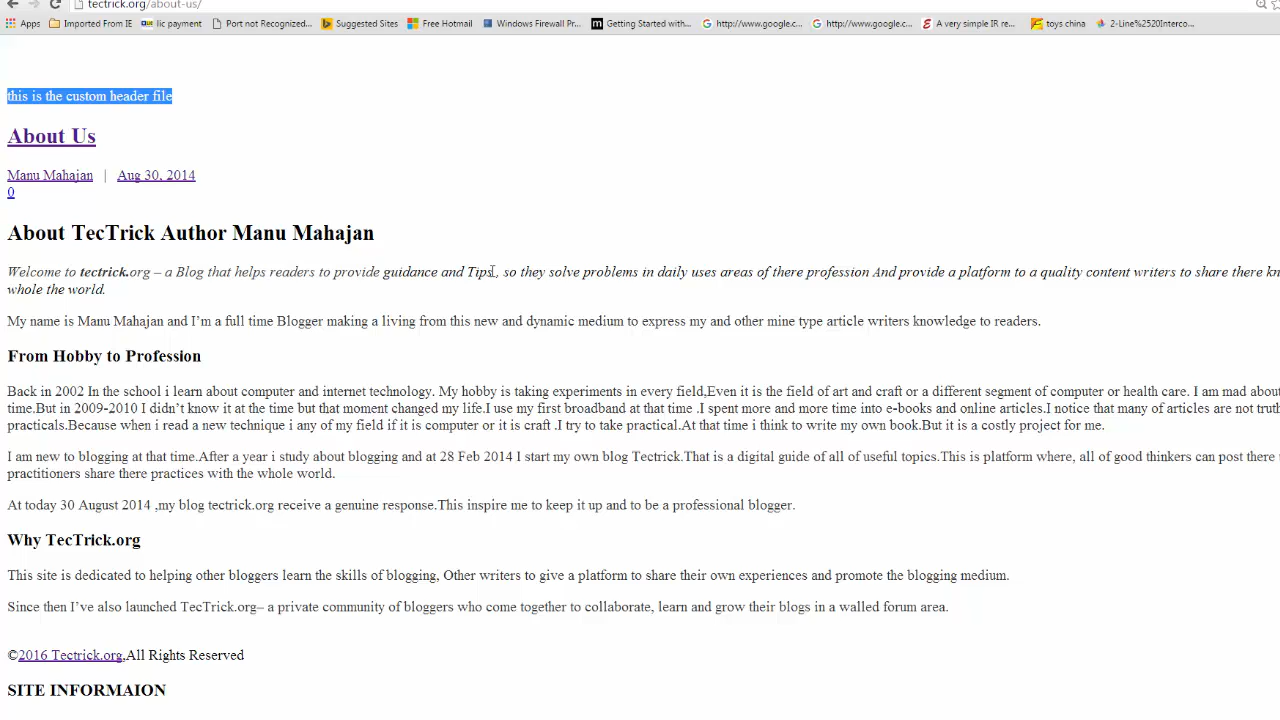 tectrick.org/about-us/
Apps Imported From IE lic payment Port not Recognized... Suggested Sites Free Hotmail Windows Firewall Pr... Getting Started with... http://www.google.c... http://www.google.c... A very simple IR re... toys china 2-Line%2520Interco...
this is the custom header file
About Us
Manu Mahajan | Aug 30, 2014
0
About TecTrick Author Manu Mahajan
Welcome to tectrick.org – a Blog that helps readers to provide guidance and Tips, so they solve problems in daily uses areas of there profession And provide a platform to a quality content writers to share there
whole the world.
My name is Manu Mahajan and I’m a full time Blogger making a living from this new and dynamic medium to express my and other mine type article writers knowledge to readers.
From Hobby to Profession
Back in 2002 In the school i learn about computer and internet technology. My hobby is taking experiments in every field,Even it is the field of art and craft or a different segment of computer or health care. I am mad about
time.But in 2009-2010 I didn’t know it at the time but that moment changed my life.I use my first broadband at that time .I spent more and more time into e-books and online articles.I notice that many of articles are not
practicals.Because when i read a new technique i any of my field if it is computer or it is craft .I try to take practical.At that time i think to write my own book.But it is a costly project for me.
I am new to blogging at that time.After a year i study about blogging and at 28 Feb 2014 I start my own blog Tectrick.That is a digital guide of all of useful topics.This is platform where, all of good thinkers can post there
practitioners share there practices with the whole world.
At today 30 August 2014 ,my blog tectrick.org receive a genuine response.This inspire me to keep it up and to be a professional blogger.
Why TecTrick.org
This site is dedicated to helping other bloggers learn the skills of blogging, Other writers to give a platform to share their own experiences and promote the blogging medium.
Since then I’ve also launched TecTrick.org– a private community of bloggers who come together to collaborate, learn and grow their blogs in a walled forum area.
©2016 Tectrick.org,All Rights Reserved
SITE INFORMAION